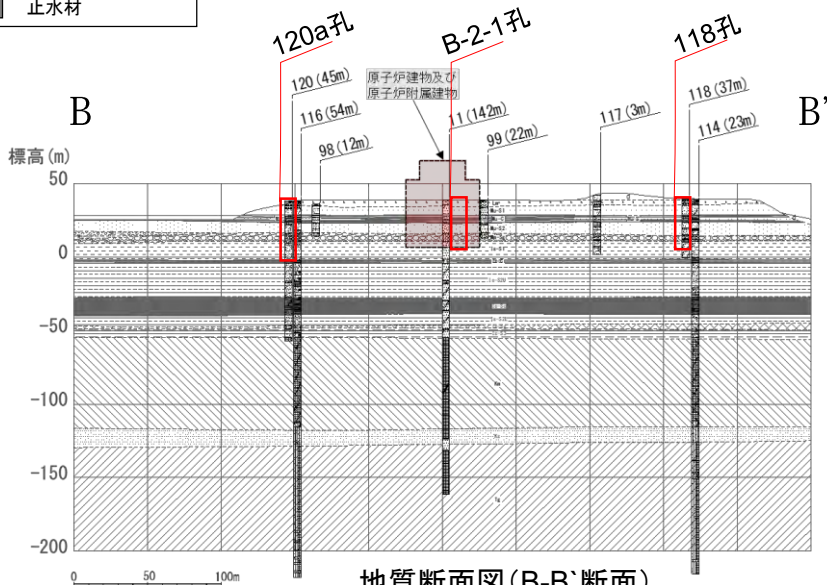 止水材
120a孔
B-2-1孔
118孔
120 (45m)
原子炉建物及び
原子炉附属建物
118 (37m)
B
116 (54m)
11 (142m)
117 (3m)
B’
98 (12m)
99 (22m)
114 (23m)
標高(m)
50
0
−50
−100
−150
−200
0 50 100m
地質断面図(B-B`断面)